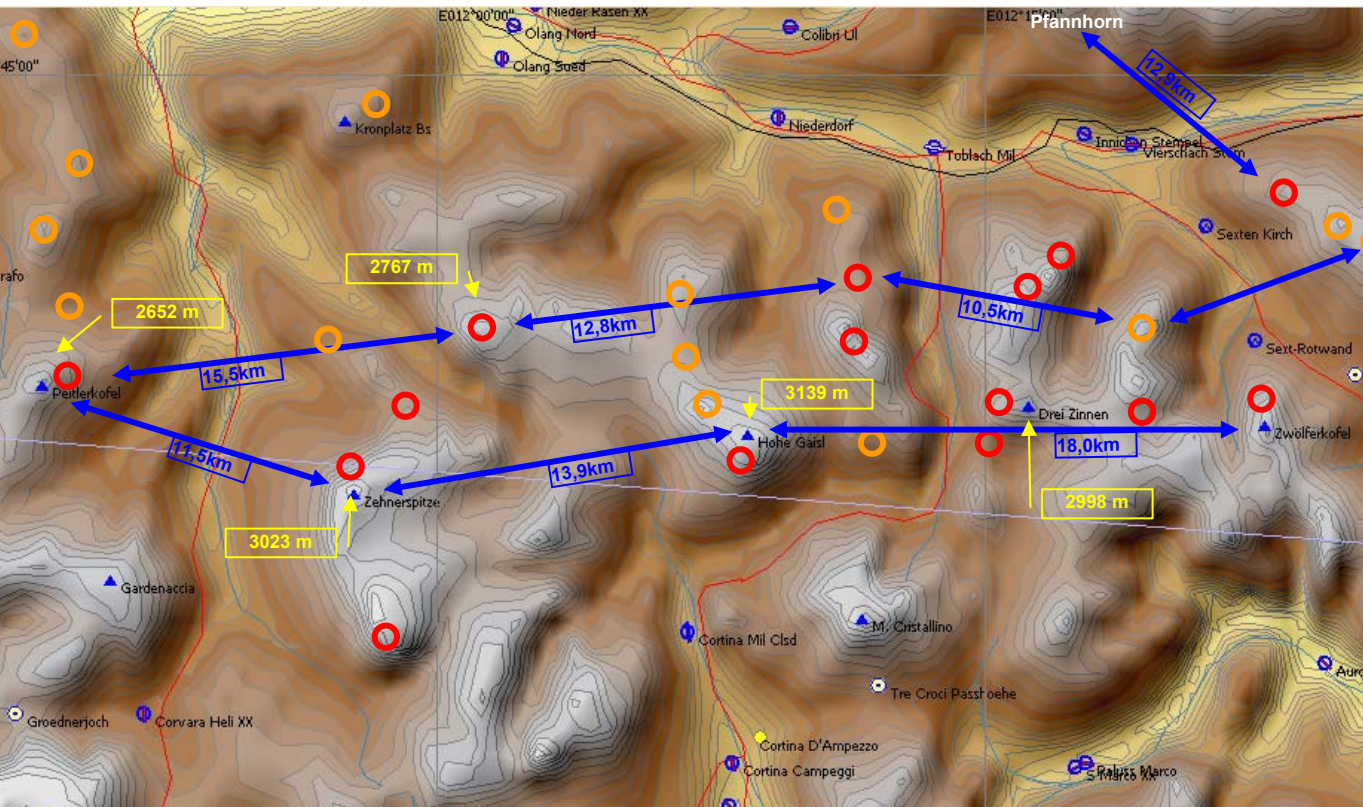 E012°00'00"
Nieder Rasen XX
Olang Nord
Olang Sued
Colibri Ul
E012°15'00"
Pfannhorn
45'00"
12,9km
Kronplatz Bs
Niederdorf
Toblach Mil
Innichen Stempel
Vierschach Stem
Sexten Kirch
rafo
2767 m
2652 m
12,8km
10,5km
Sext-Rotwand
15,5km
Peitlerkofel
3139 m
Drei Zinnen
Hohe Gaisl
18,0km
Zwölferkofel
11,5km
13,9km
Zehnerspitze
2998 m
3023 m
Gardenaccia
M. Cristallino
Cortina Mil Clsd
Auro
Tre Croci Passhoehe
Groednerjoch
Corvara Heli XX
Cortina D'Ampezzo
Cortina Campeggi